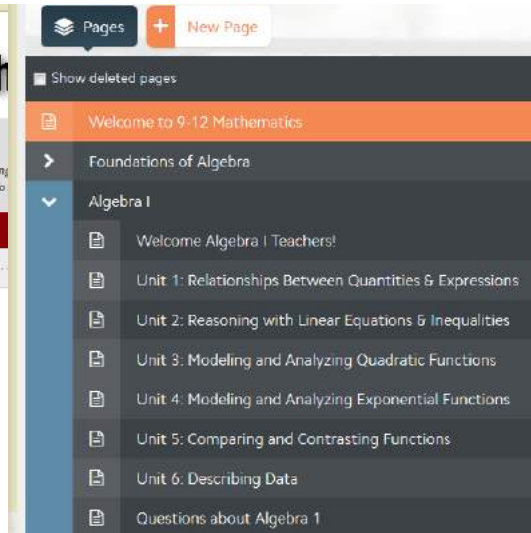 Pages
+ New Page
Show deleted pages
Welcome to 9-12 Mathematics
Foundations of Algebra
Algebra I
Welcome Algebra I Teachers!
Unit 1: Relationships Between Quantities & Expressions
Unit 2: Reasoning with Linear Equations & Inequalities
Unit 3: Modeling and Analyzing Quadratic Functions
Unit 4: Modeling and Analyzing Exponential Functions
Unit 5: Comparing and Contrasting Functions
Unit 6: Describing Data
Questions about Algebra 1